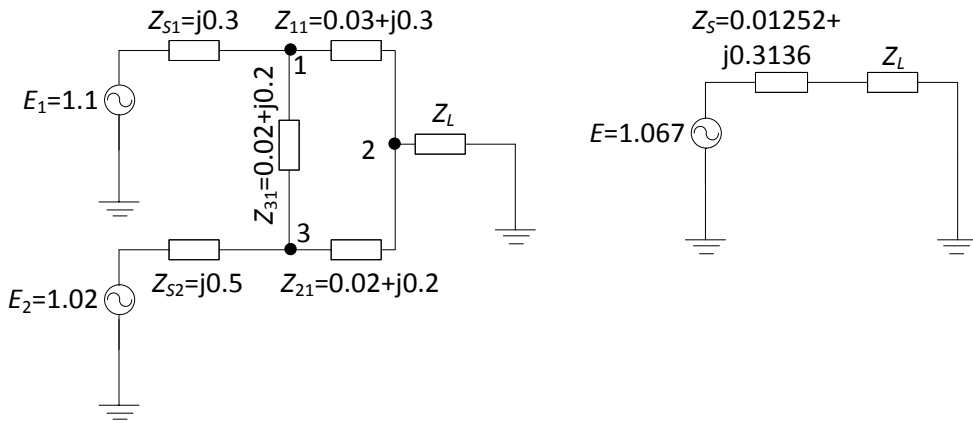 Z_S1=j0.3
Z_11=0.03+j0.3
1
E_1=1.1
Z_31=0.02+j0.2
Z_L
2
3
Z_S2=j0.5
Z_21=0.02+j0.2
E_2=1.02
Z_S=0.01252+
j0.3136
Z_L
E=1.067